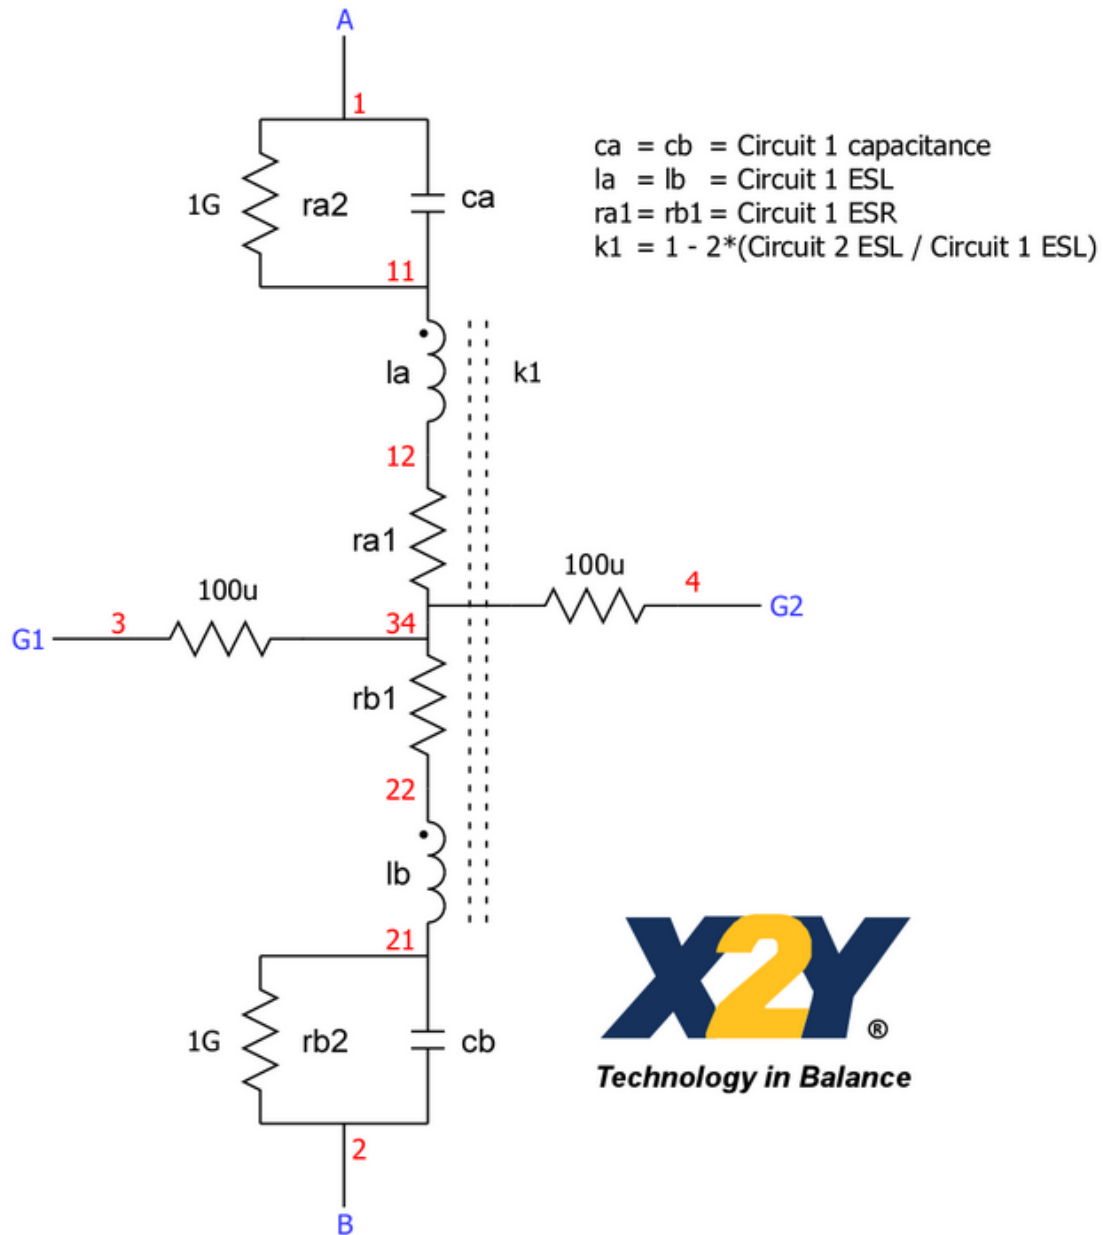 A
1
ca = cb = Circuit 1 capacitance
la = lb = Circuit 1 ESL
ra1 = rb1 = Circuit 1 ESR
k1 = 1 - 2*(Circuit 2 ESL / Circuit 1 ESL)
1G
ra2
ca
11
la
k1
12
ra1
100u
4
G2
100u
3
34
G1
rb1
22
lb
21
1G
rb2
cb
X2Y®
Technology in Balance
2
B